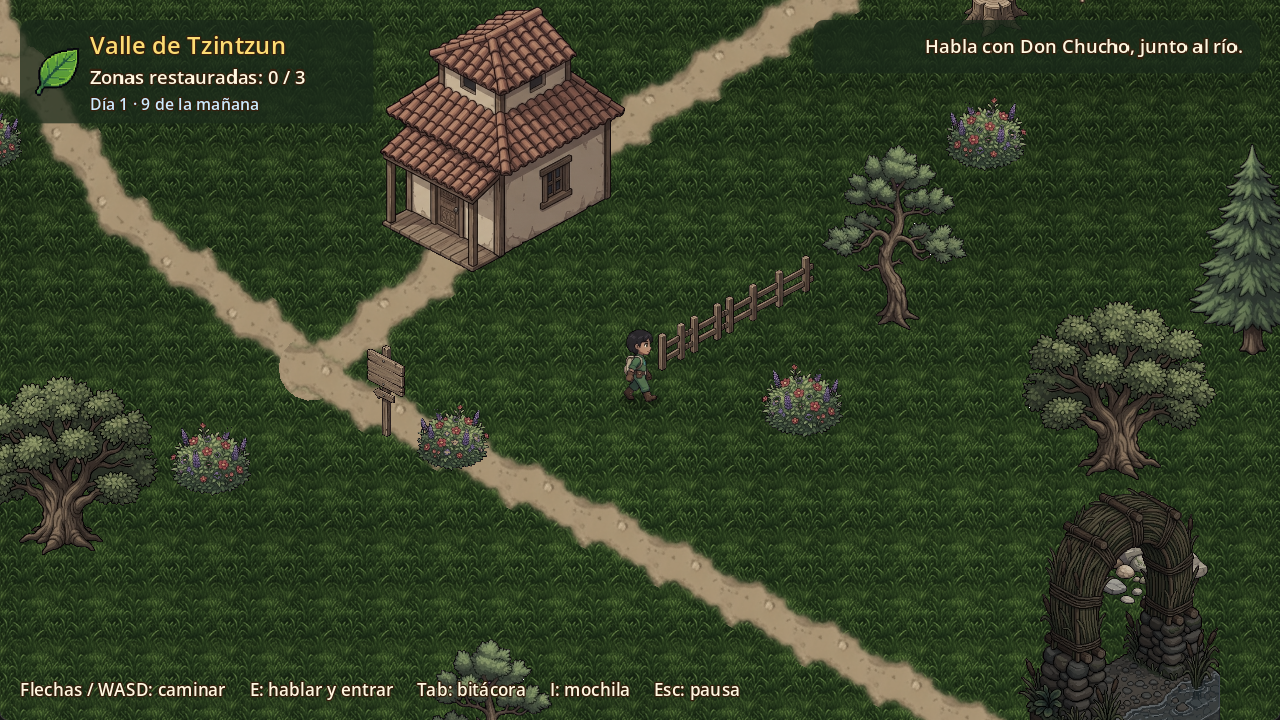 Valle de Tzintzun
Zonas restauradas: 0 / 3
Día 1 · 9 de la mañana
Habla con Don Chucho, junto al río.
Flechas / WASD: caminar E: hablar y entrar Tab: bitácora I: mochila Esc: pausa